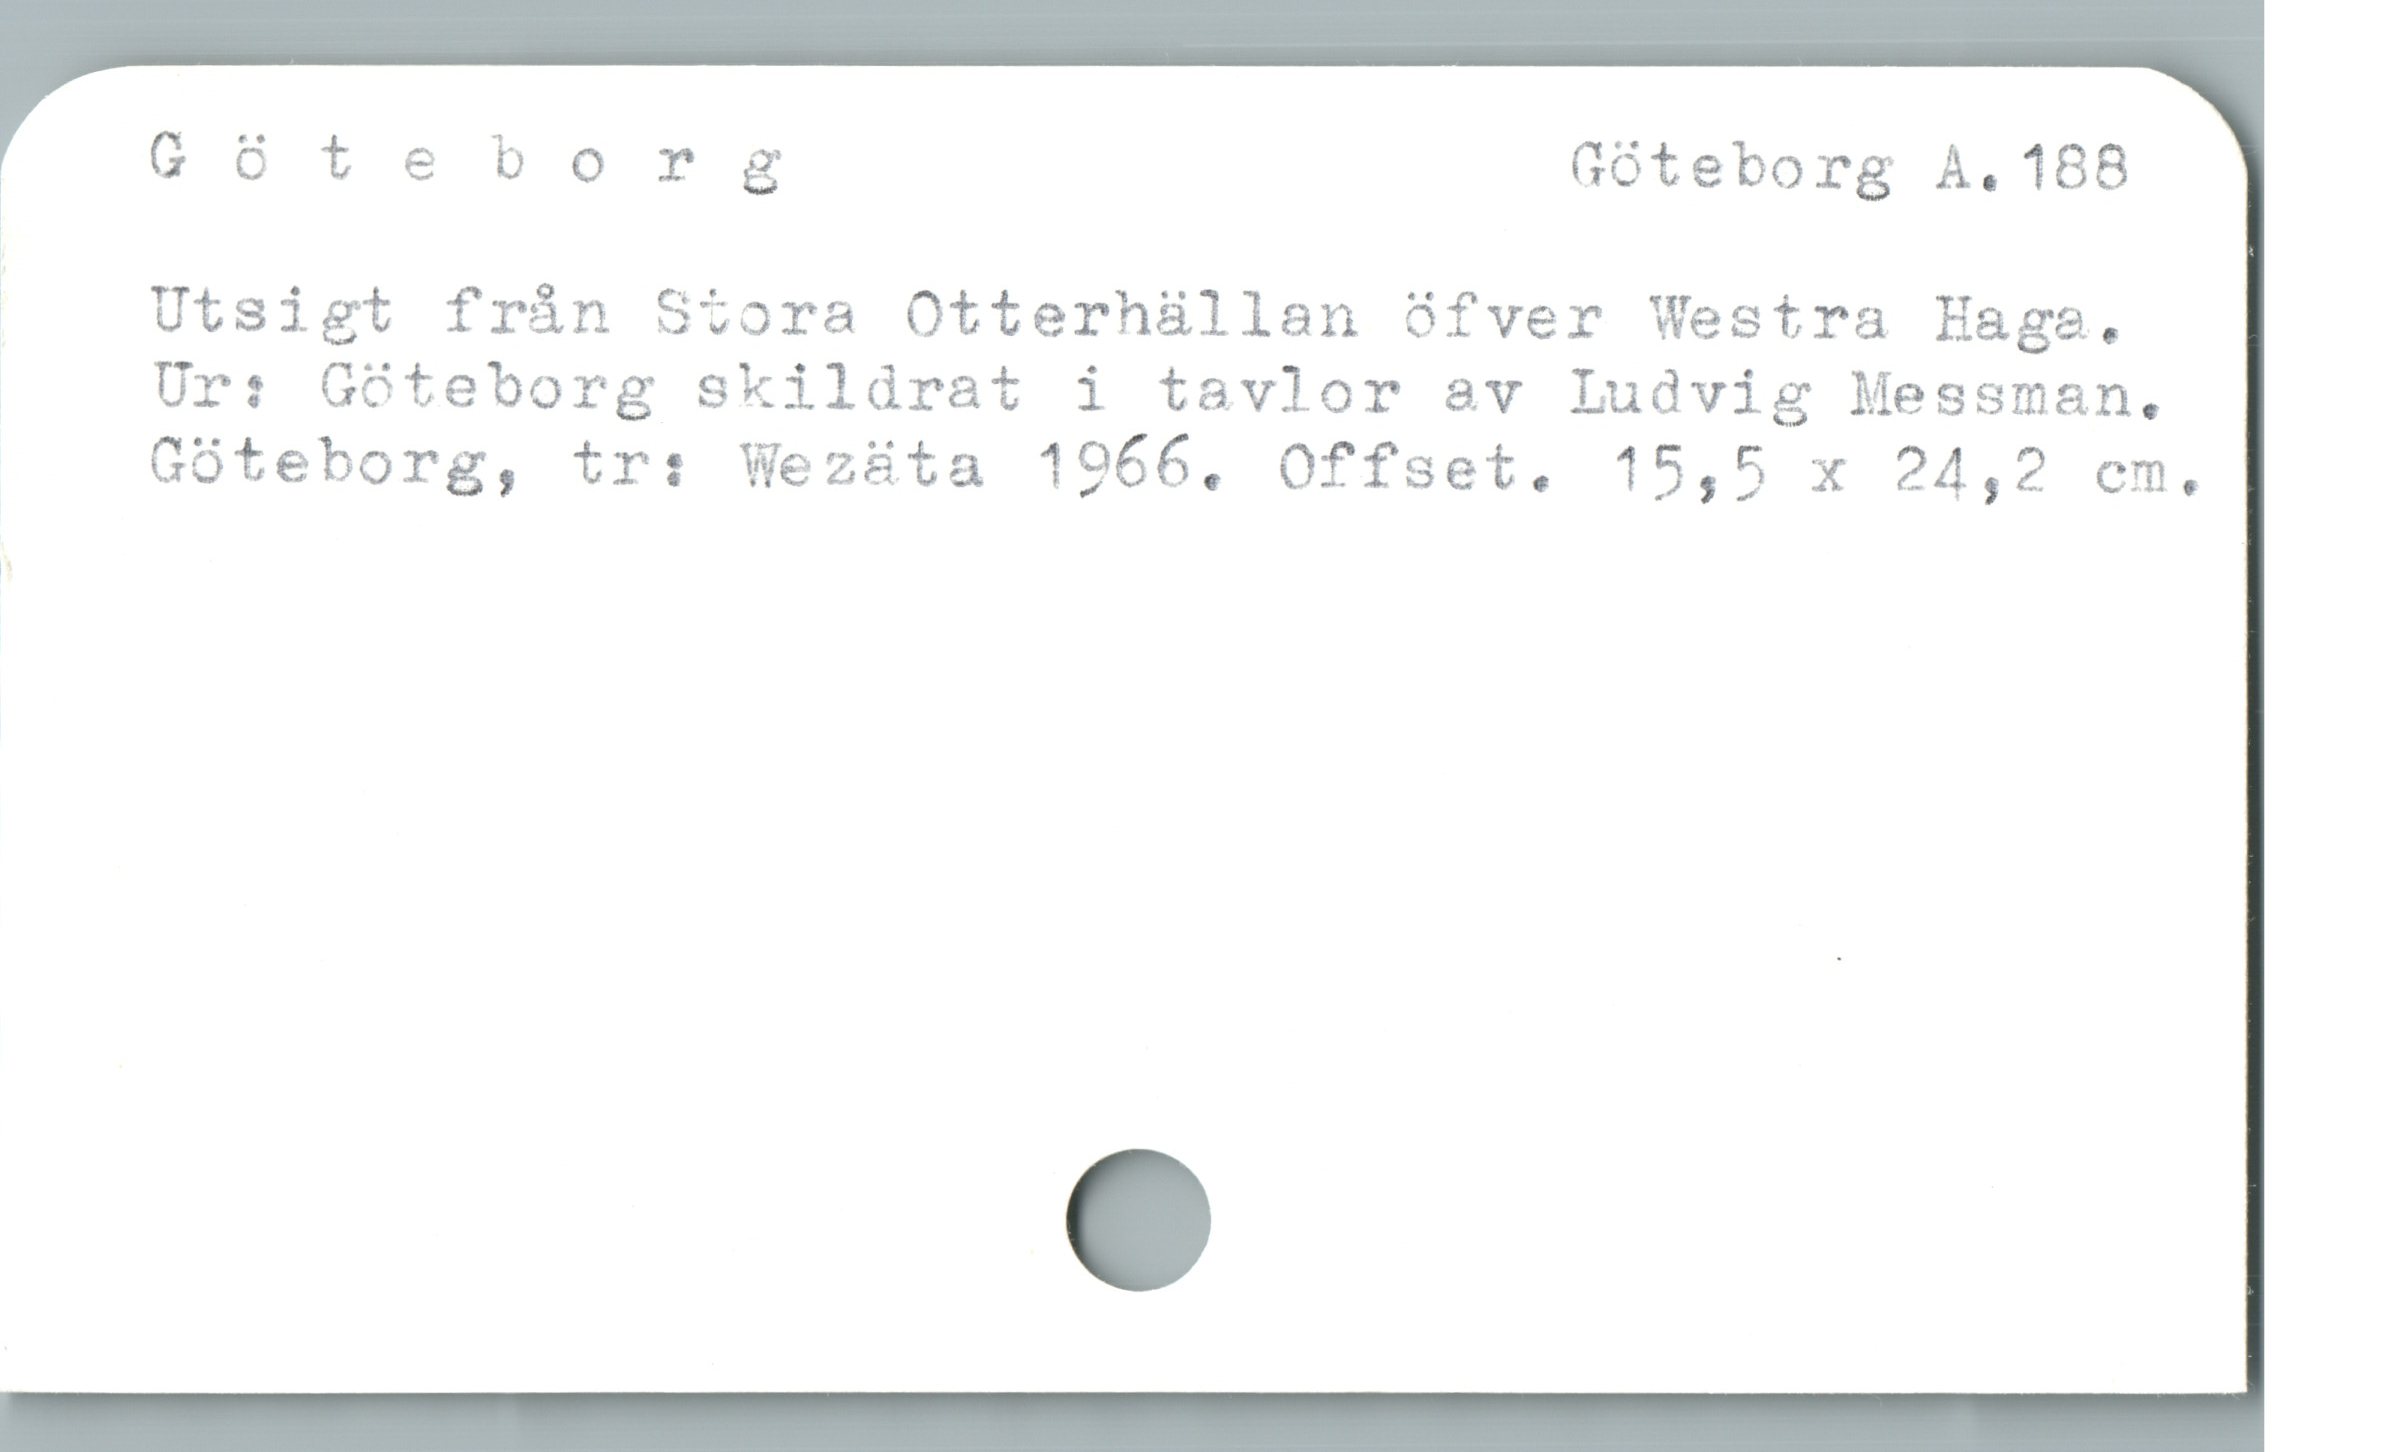 G ö t e b o r g Göteborg A.188
Utsigt från Stora Otterhällan öfver Westra Haga.
Ur: Göteborg skildrat i tavlor av Ludvig Messman.
Göteborg, tr: Wezäta 1966. Offset. 15,5 x 24,2 cm.